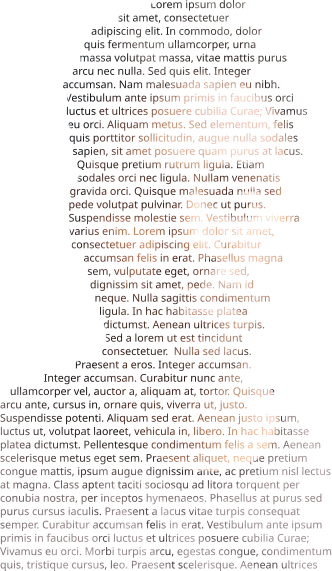 Lorem ipsum dolor
sit amet, consectetuer
adipiscing elit. In commodo, dolor
quis fermentum ullamcorper, urna
massa volutpat massa, vitae mattis purus
arcu nec nulla. Sed quis elit. Integer
accumsan. Nam malesuada sapien eu nibh.
Vestibulum ante ipsum primis in faucibus orci
luctus et ultrices posuere cubilia Curae; Vivamus
eu orci. Aliquam metus. Sed elementum, felis
quis porttitor sollicitudin, augue nulla sodales
sapien, sit amet posuere quam purus at lacus.
Quisque pretium rutrum ligula. Etiam
sodales orci nec ligula. Nullam venenatis
gravida orci. Quisque malesuada nulla sed
pede volutpat pulvinar. Donec ut purus.
Suspendisse molestie sem. Vestibulum viverra
varius enim. Lorem ipsum dolor sit amet,
consectetuer adipiscing elit. Curabitur
accumsan felis in erat. Phasellus magna
sem, vulputate eget, ornare sed,
dignissim sit amet, pede. Nam id
neque. Nulla sagittis condimentum
ligula. In hac habitasse platea
dictumst. Aenean ultrices turpis.
Sed a lorem ut est tincidunt
consectetuer. Nulla sed lacus.
Praesent a eros. Integer accumsan.
Integer accumsan. Curabitur nunc ante,
ullamcorper vel, auctor a, aliquam at, tortor. Quisque
arcu ante, cursus in, ornare quis, viverra ut, justo.
Suspendisse potenti. Aliquam sed erat. Aenean justo ipsum,
luctus ut, volutpat laoreet, vehicula in, libero. In hac habitasse
platea dictumst. Pellentesque condimentum felis a sem. Aenean
scelerisque metus eget sem. Praesent aliquet, neque pretium
congue mattis, ipsum augue dignissim ante, ac pretium nisl lectus
at magna. Class aptent taciti sociosqu ad litora torquent per
conubia nostra, per inceptos hymenaeos. Phasellus at purus sed
purus cursus iaculis. Praesent a lacus vitae turpis consequat
semper. Curabitur accumsan felis in erat. Vestibulum ante ipsum
primis in faucibus orci luctus et ultrices posuere cubilia Curae;
Vivamus eu orci. Morbi turpis arcu, egestas congue, condimentum
quis, tristique cursus, leo. Praesent scelerisque. Aenean ultrices